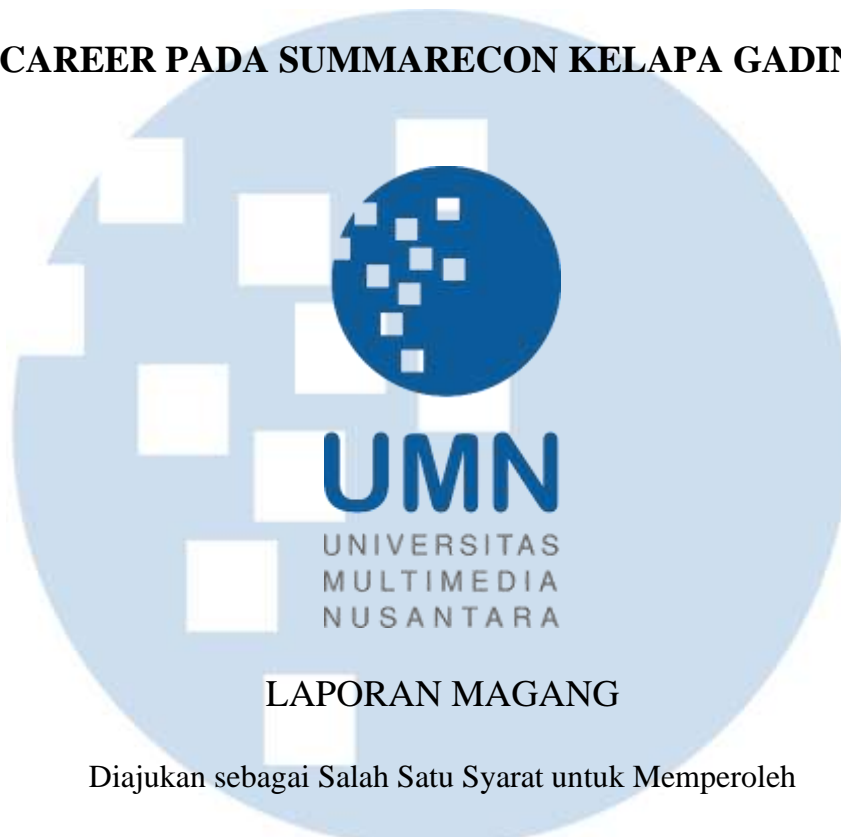 CAREER PADA SUMMARECON KELAPA GADIN
UMN
UNIVERSITAS
MULTIMEDIA
NUSANTARA
LAPORAN MAGANG
Diajukan sebagai Salah Satu Syarat untuk Memperoleh